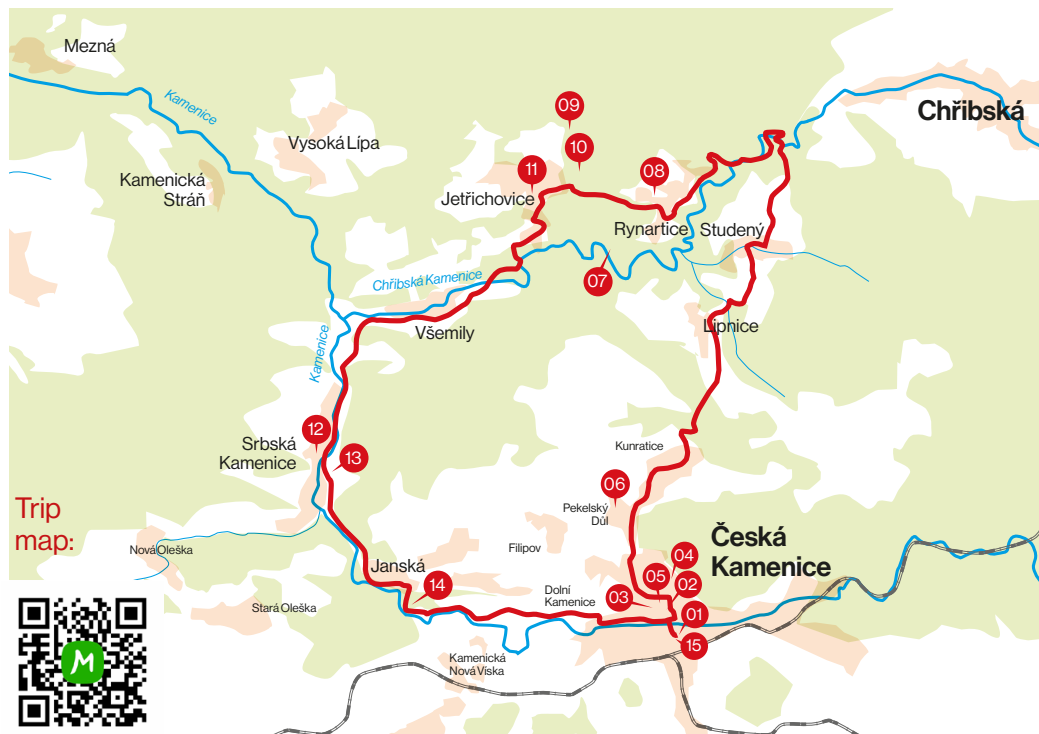 Mezná
Kamenice
Chřibská
09
Vysoká Lípa
10
11
08
Kamenická
Stráň
Jetřichovice
Rynartice
Studený
07
Chřibská Kamenice
Kamenice
Všemily
Lipnice
12
Srbská
Kamenice
13
Kunratice
06
Pekelský
Důl
Trip
map:
Nová Oleška
Filipov
Česká
Kamenice
04
05
02
Janská
14
Dolní
Kamenice
03
01
Stará Oleška
15
Kamenická
Nová Víska
M